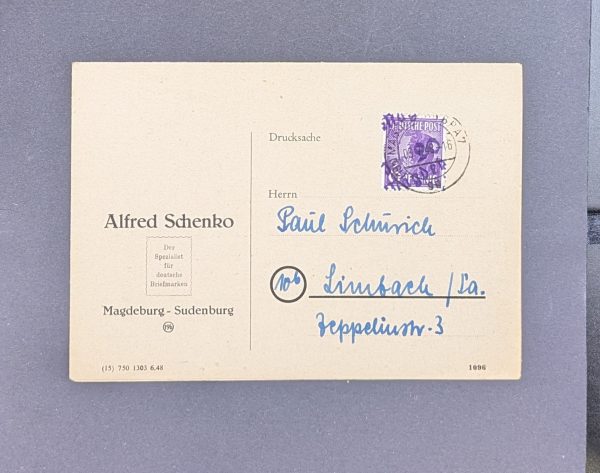 Drucksache
DEUTSCHE POST
Herrn
Paul Schürich
10b Limbach / Sa.
Zeppelinstr. 3
Alfred Schenko
Der
Spezialist
für
deutsche
Briefmarken
Magdeburg - Sudenburg
(15) 750 1303 6.48
1096